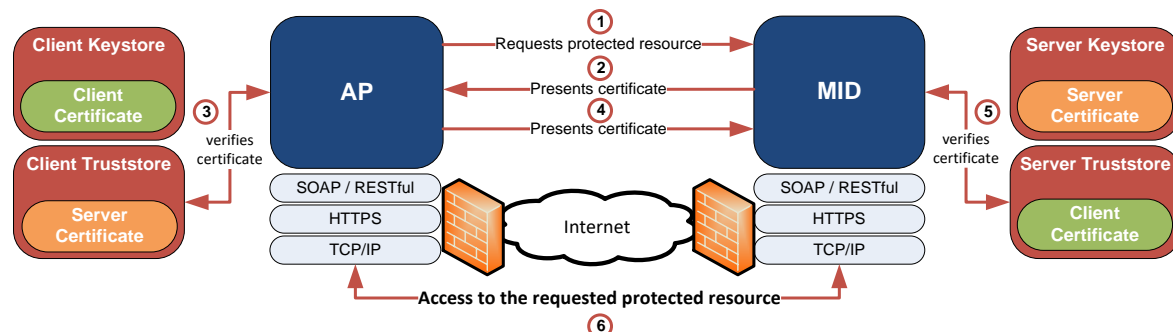 Client Keystore
Client
Certificate
3
verifies
certificate
Client Truststore
Server
Certificate
AP
1
Requests protected resource
2
Presents certificate
4
Presents certificate
MID
5
verifies
certificate
Server Keystore
Server
Certificate
Server Truststore
Client
Certificate
SOAP / RESTful
HTTPS
TCP/IP
Internet
SOAP / RESTful
HTTPS
TCP/IP
Access to the requested protected resource
6